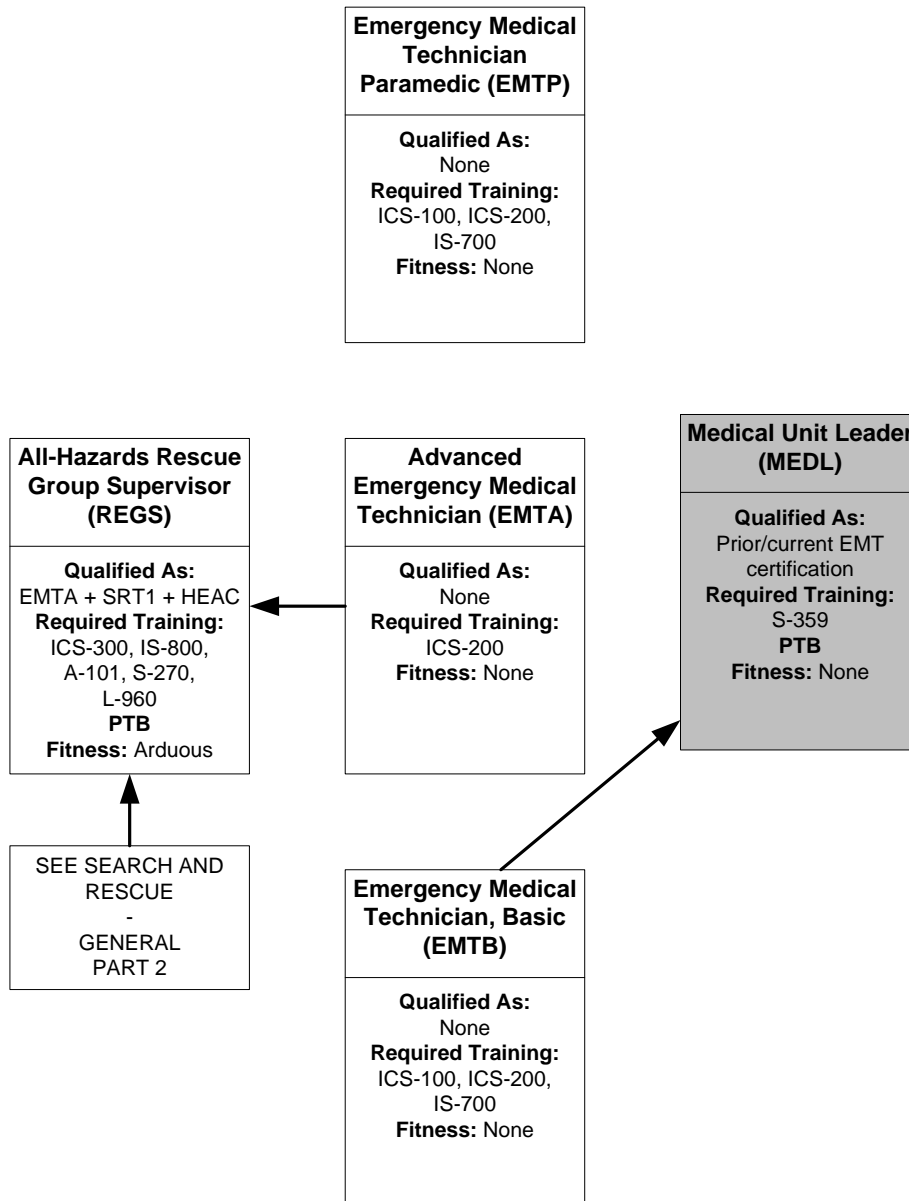 Emergency Medical
Technician
Paramedic (EMTP)
Qualified As:
None
Required Training:
ICS-100, ICS-200,
IS-700
Fitness: None
All-Hazards Rescue
Group Supervisor
(REGS)
Qualified As:
EMTA + SRT1 + HEAC
Required Training:
ICS-300, IS-800,
A-101, S-270,
L-960
PTB
Fitness: Arduous
Advanced
Emergency Medical
Technician (EMTA)
Qualified As:
None
Required Training:
ICS-200
Fitness: None
Medical Unit Leader
(MEDL)
Qualified As:
Prior/current EMT
certification
Required Training:
S-359
PTB
Fitness: None
SEE SEARCH AND
RESCUE
-
GENERAL
PART 2
Emergency Medical
Technician, Basic
(EMTB)
Qualified As:
None
Required Training:
ICS-100, ICS-200,
IS-700
Fitness: None